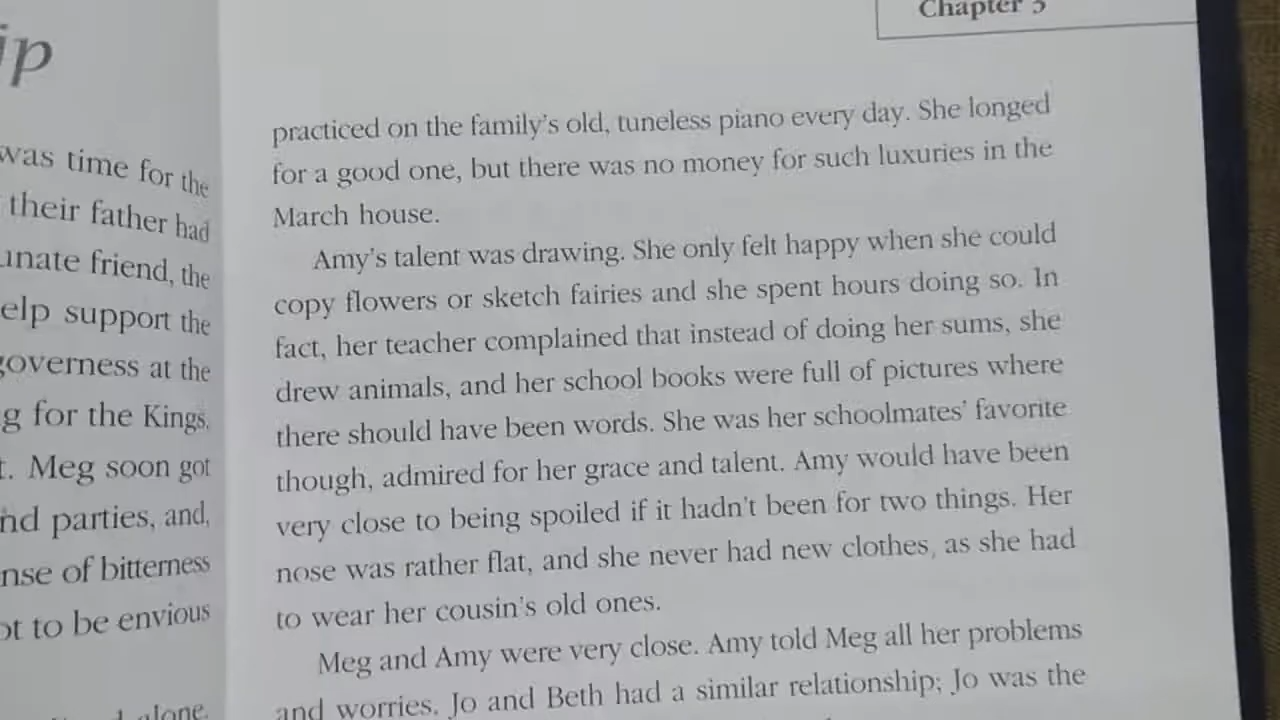 ip
was time for the
their father had
unate friend, the
elp support the
governess at the
g for the Kings.
t. Meg soon got
nd parties, and,
nse of bitterness
ot to be envious
alone.
Chapter 3
practiced on the family's old, tuneless piano every day. She longed
for a good one, but there was no money for such luxuries in the
March house.
Amy's talent was drawing. She only felt happy when she could
copy flowers or sketch fairies and she spent hours doing so. In
fact, her teacher complained that instead of doing her sums, she
drew animals, and her school books were full of pictures where
there should have been words. She was her schoolmates' favorite
though, admired for her grace and talent. Amy would have been
very close to being spoiled if it hadn't been for two things. Her
nose was rather flat, and she never had new clothes, as she had
to wear her cousin's old ones.
Meg and Amy were very close. Amy told Meg all her problems
and worries. Jo and Beth had a similar relationship; Jo was the